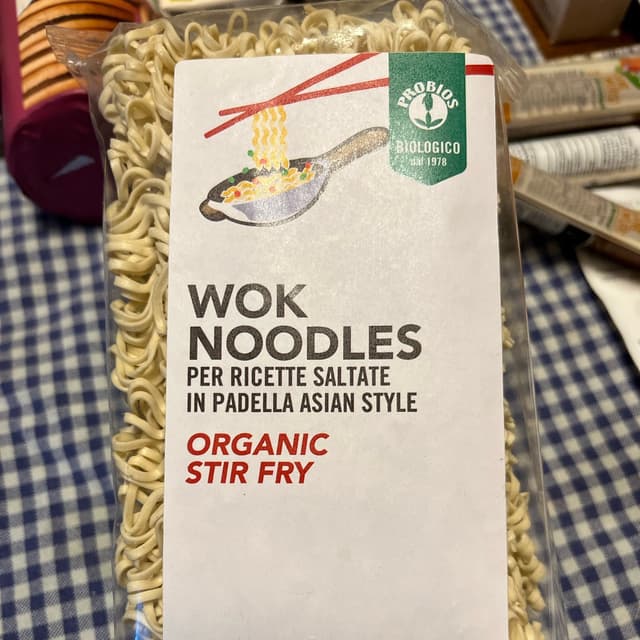 PROBIOS
BIOLOGICO
dal 1978
WOK
NOODLES
PER RICETTE SALTATE
IN PADELLA ASIAN STYLE
ORGANIC
STIR FRY